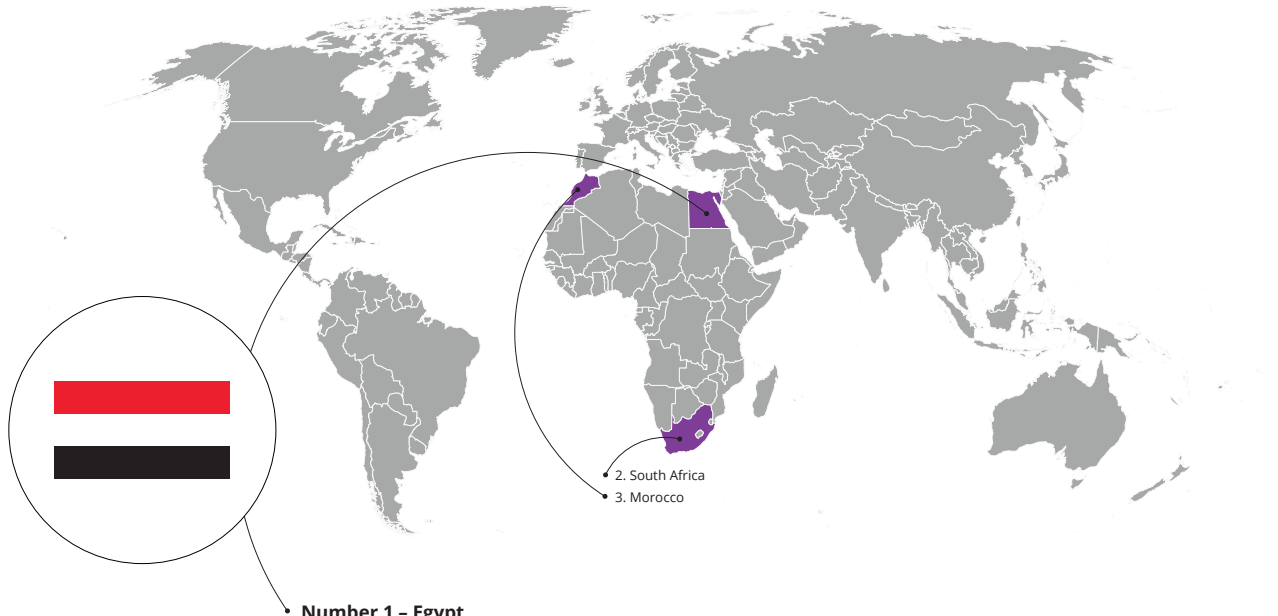 2. South Africa
3. Morocco
Number 1 – Egypt